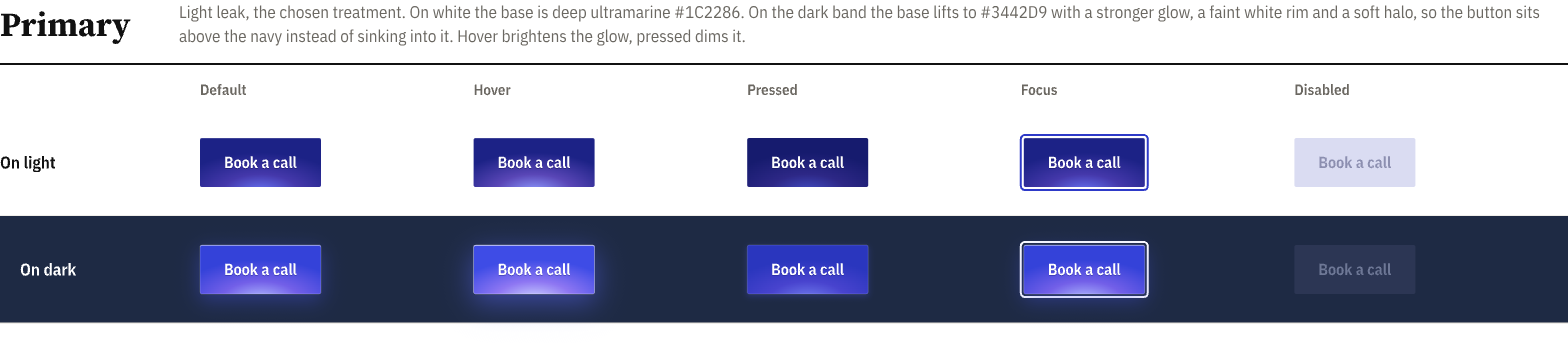 Primary
Light leak, the chosen treatment. On white the base is deep ultramarine #1C2286. On the dark band the base lifts to #3442D9 with a stronger glow, a faint white rim and a soft halo, so the button sits
above the navy instead of sinking into it. Hover brightens the glow, pressed dims it.
Default Hover Pressed Focus Disabled
On light Book a call Book a call Book a call Book a call Book a call
On dark Book a call Book a call Book a call Book a call Book a call